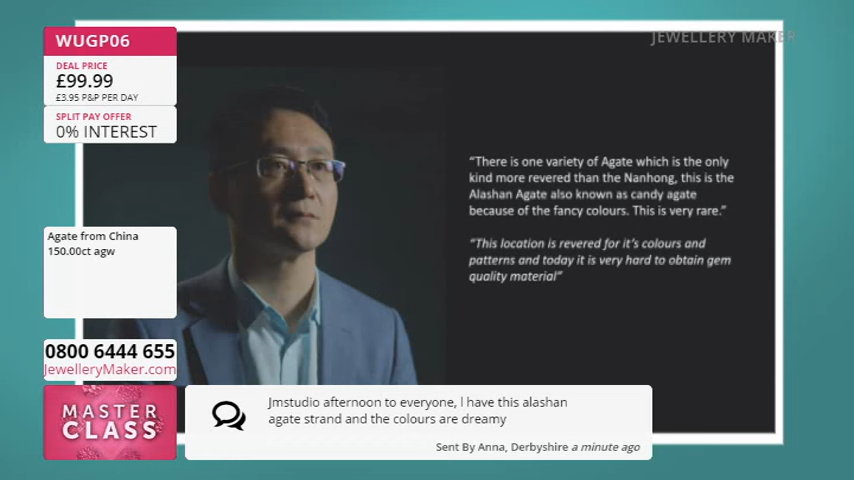 JEWELLERY MAKER
WUGP06
DEAL PRICE
£99.99
£3.95 P&P PER DAY
SPLIT PAY OFFER
0% INTEREST
“There is one variety of Agate which is the only
kind more revered than the Nanhong, this is the
Alashan Agate also known as candy agate
because of the fancy colours. This is very rare.”
“This location is revered for it’s colours and
patterns and today it is very hard to obtain gem
quality material”
Agate from China
150.00ct agw
0800 6444 655
JewelleryMaker.com
MASTER
CLASS
Jmstudio afternoon to everyone, I have this alashan
agate strand and the colours are dreamy
Sent By Anna, Derbyshire a minute ago